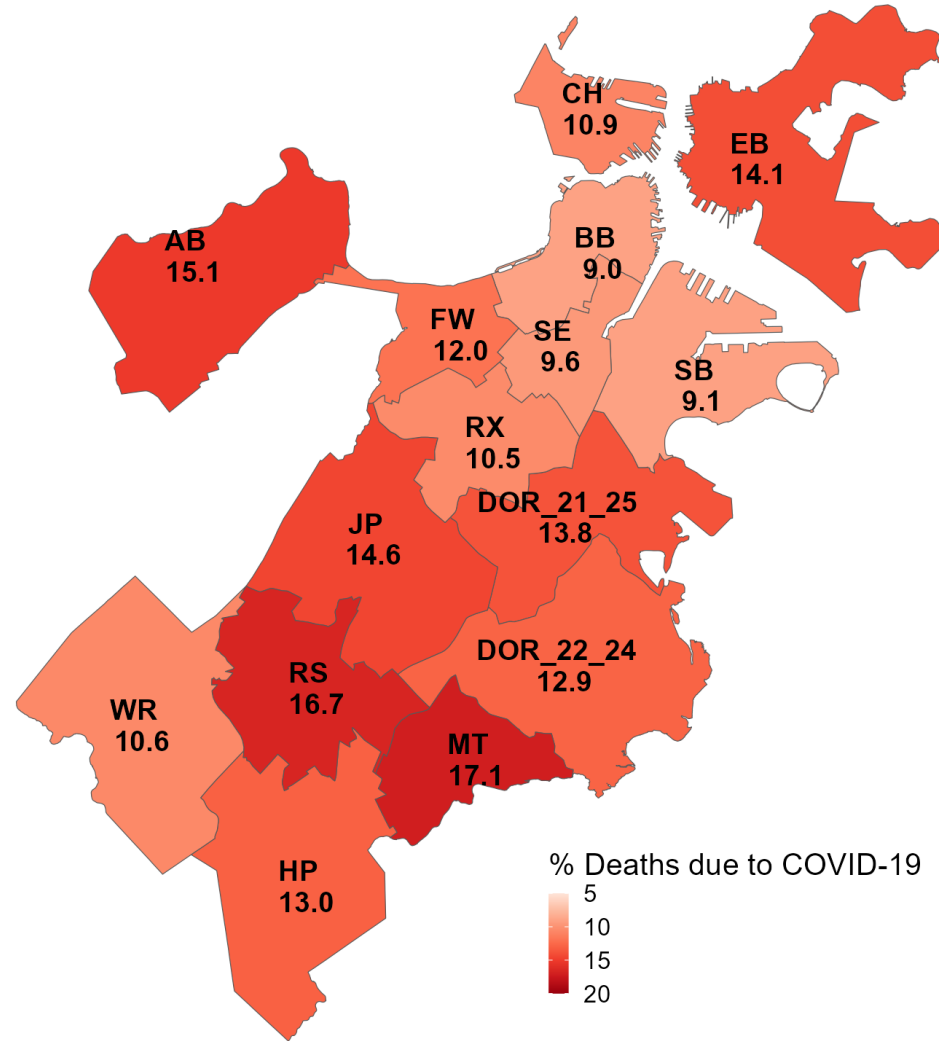 CH
10.9
EB
14.1
AB
15.1
BB
9.0
FW
12.0
SE
9.6
SB
9.1
RX
10.5
DOR_21_25
13.8
JP
14.6
DOR_22_24
12.9
RS
16.7
WR
10.6
MT
17.1
HP
13.0
% Deaths due to COVID-19
5
10
15
20